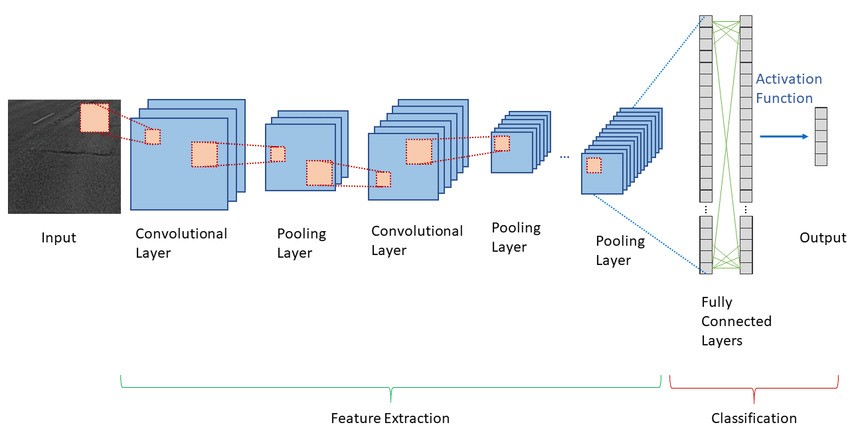 Activation
Function
Input
Convolutional
Layer
Pooling
Layer
Convolutional
Layer
Pooling
Layer
...
Pooling
Layer
Output
Fully
Connected
Layers
Feature Extraction
Classification